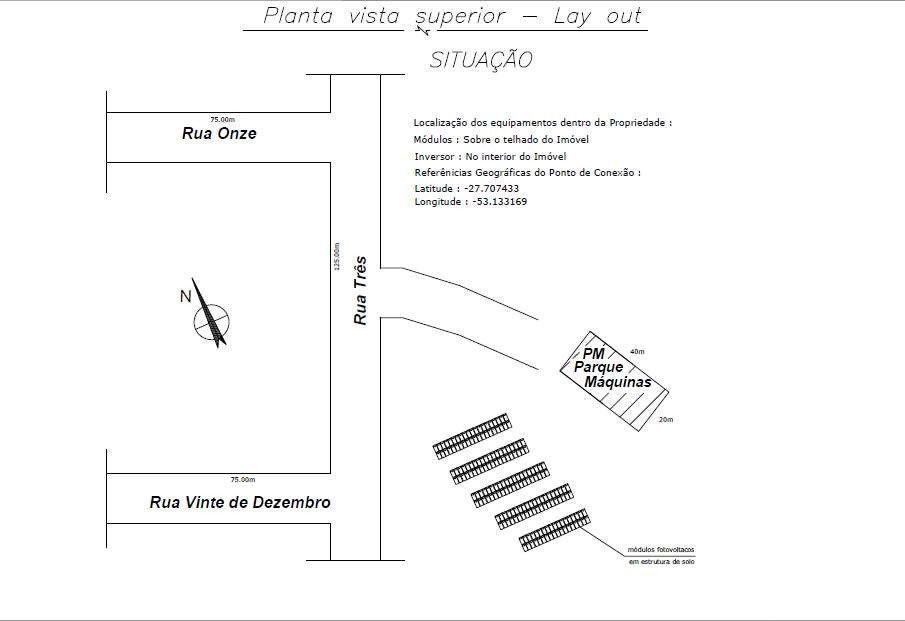 Planta vista superior – Lay out
SITUAÇÃO
75.00m
Rua Onze
Localização dos equipamentos dentro da Propriedade :
Módulos : Sobre o telhado do Imóvel
Inversor : No interior do Imóvel
Referênicias Geográficas do Ponto de Conexão :
Latitude : -27.707433
Longitude : -53.133169
125.00m
Rua Três
N
PM
Parque
Máquinas
40m
20m
75.00m
Rua Vinte de Dezembro
módulos fotovoltacos
em estrutura de solo